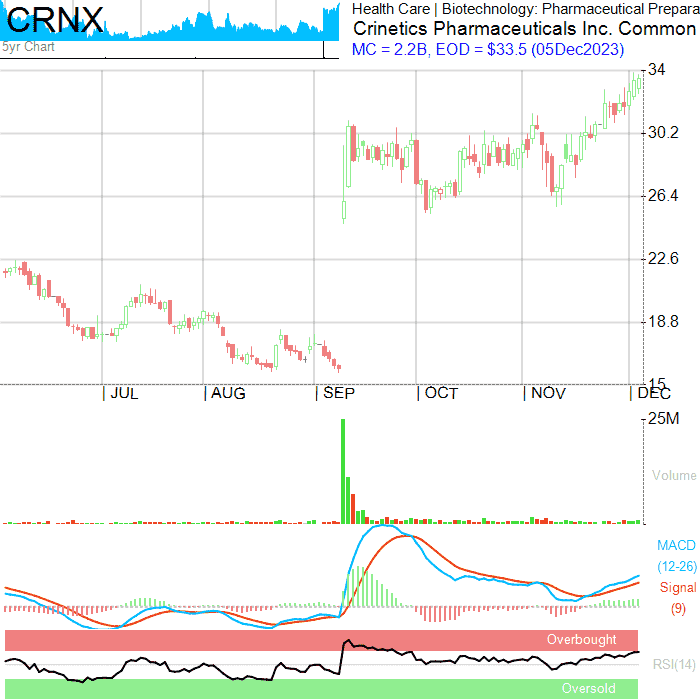 CRNX
5yr Chart
Health Care | Biotechnology: Pharmaceutical Prepara
Crinetics Pharmaceuticals Inc. Common
MC = 2.2B, EOD = $33.5 (05Dec2023)
34
30.2
26.4
22.6
18.8
15
| JUL | AUG | SEP | OCT | NOV | DEC
25M
Volume
MACD
(12-26)
Signal
(9)
Overbought
RSI(14)
Oversold